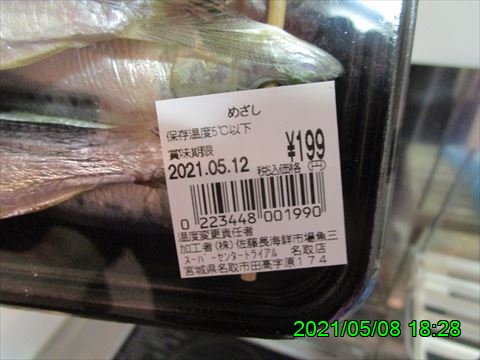 めざし
保存温度5℃以下
賞味期限
¥199
2021.05.12 税込価格(円)
0 223448 001990
温度変更責任者
加工者(株)佐藤長海鮮市場魚三
スーパーセンタートライアル 名取店
宮城県名取市田高字原174
2021/05/08 18:28